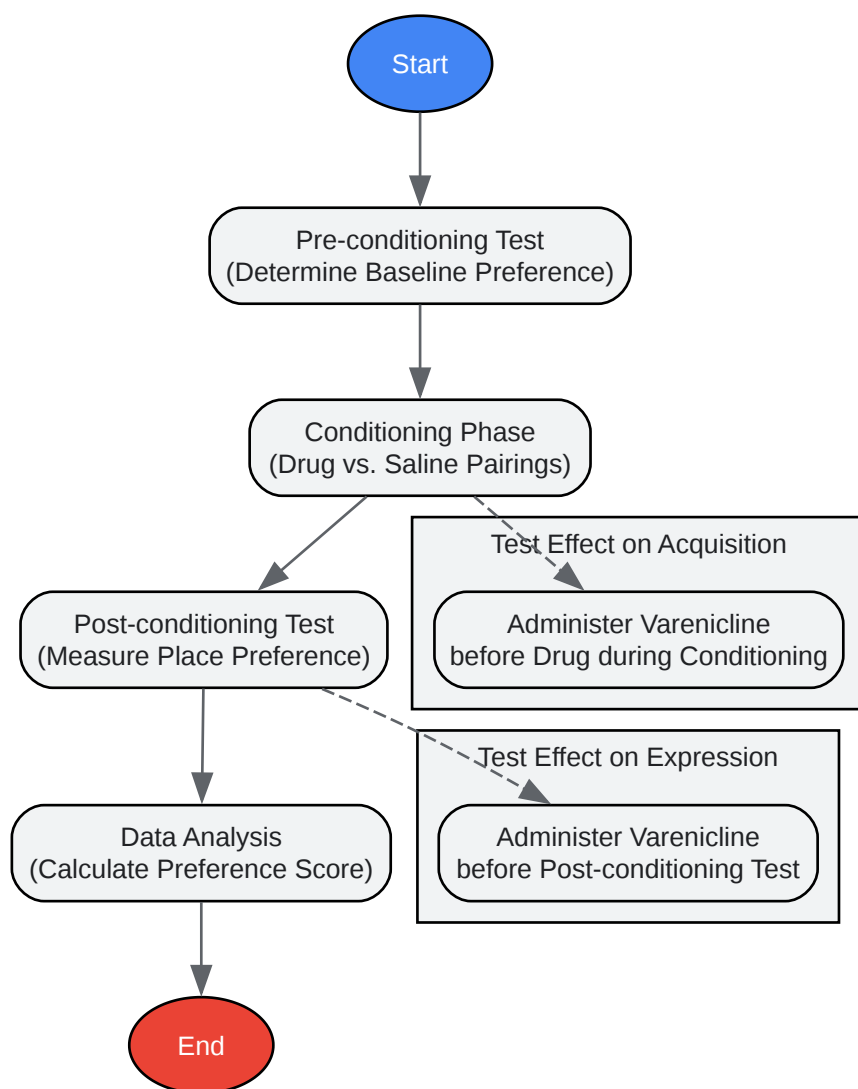 Start
Pre-conditioning Test
(Determine Baseline Preference)
Conditioning Phase
(Drug vs. Saline Pairings)
Test Effect on Acquisition
Post-conditioning Test
(Measure Place Preference)
Administer Varenicline
before Drug during Conditioning
Test Effect on Expression
Data Analysis
(Calculate Preference Score)
Administer Varenicline
before Post-conditioning Test
End